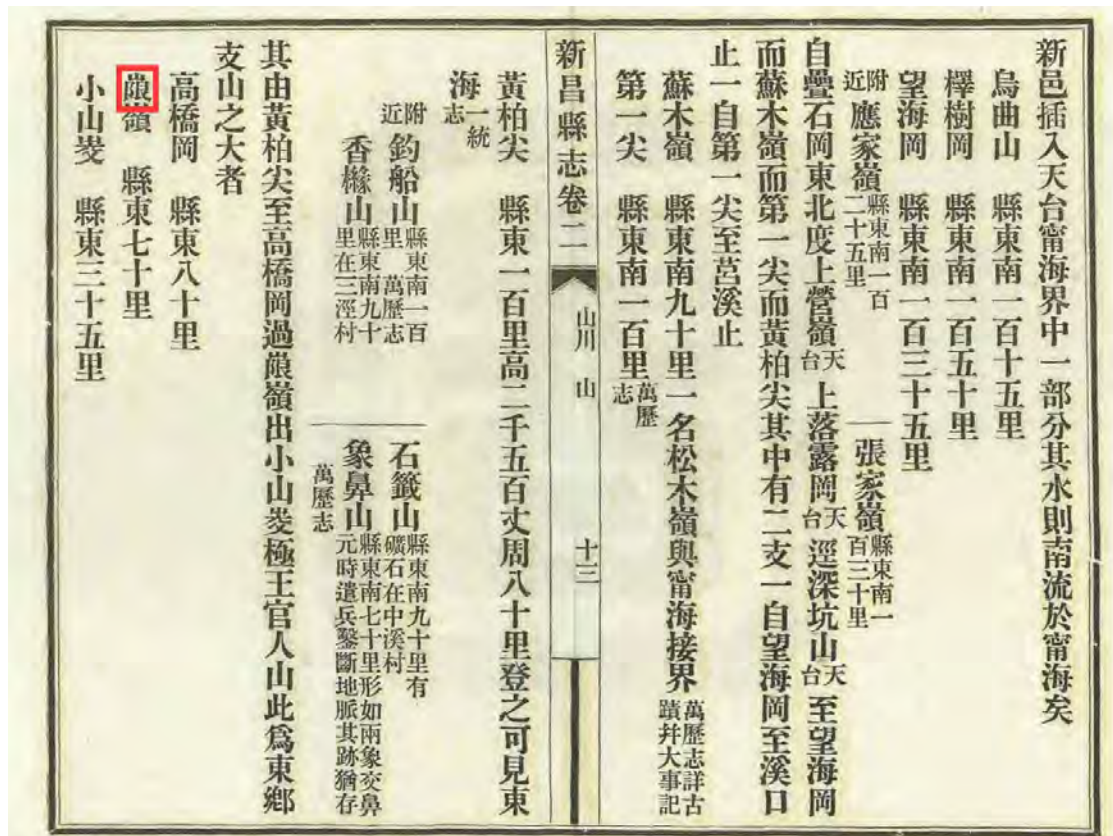 新邑插入天台甯海界中一部分其水則南流於甯海矣
烏曲山　縣東南一百十五里
檡樹岡　縣東南一百五十里
望海岡　縣東南一百三十五里
附近　應家嶺縣東南一百二十五里　張家嶺縣東南一百三十里
自疊石岡東北度上營嶺天台　上落露岡天台　逕深坑山天台　至望海岡
而蘇木嶺而第一尖而黃柏尖其中有二支一自望海岡至溪口
止一自第一尖至莒溪止
蘇木嶺　縣東南九十里一名松木嶺與甯海接界萬歷志詳古蹟幷大事記
第一尖　縣東南一百里萬歷志
新昌縣志卷二　山川　山　十三
黃柏尖　縣東一百里高二千五百丈周八十里登之可見東
海一統志
附近　釣船山縣東南一百里　萬歷志　石籤山縣東南九十里有礦石在中溪村
香櫞山縣東南九十里在三涇村　象鼻山縣東南七十里形如兩象交鼻元時遣兵鑿斷地脈其跡猶存
萬歷志
其由黃柏尖至高橋岡過嶺出小山極王官人山此爲東鄉
支山之大者
高橋岡　縣東八十里
嶺　縣東七十里
小山　縣東三十五里